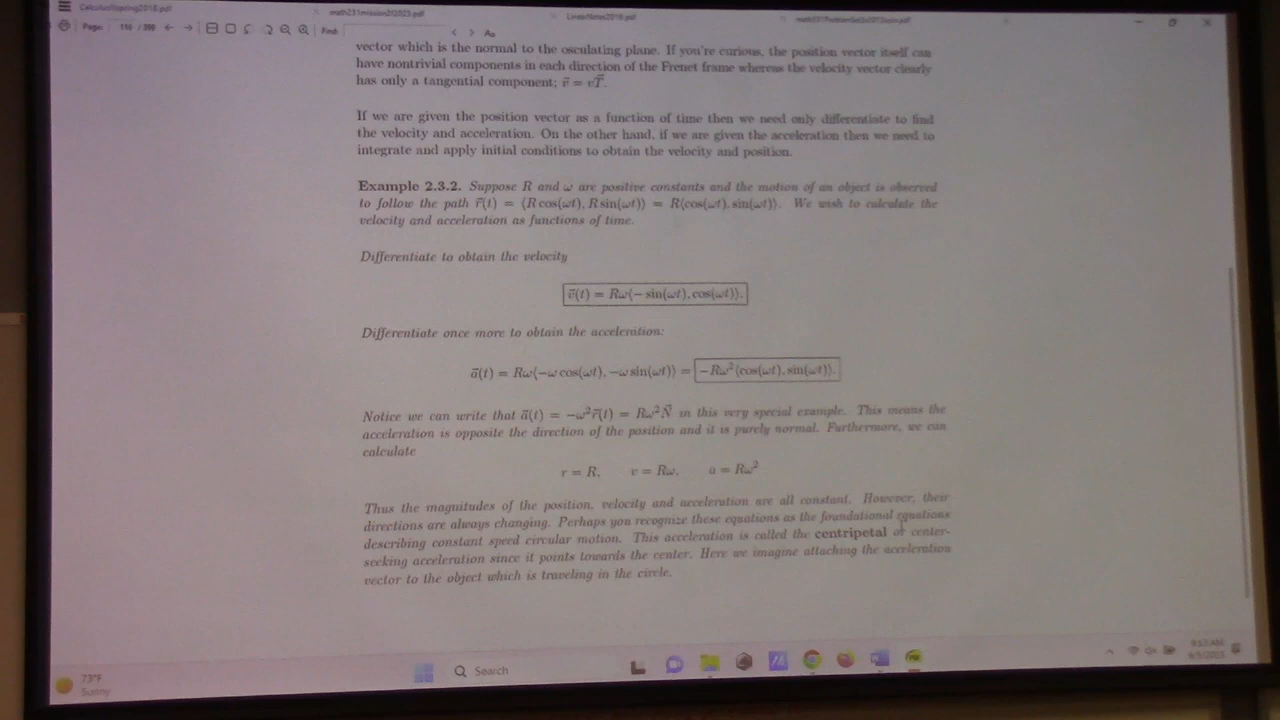 CalculusIIIspring2018.pdf math231mission2f2023.pdf LinearNotes2018.pdf
Page: 116 / 390 Find
vector which is the normal to the osculating plane. If you're curious, the position vector itself can
have nontrivial components in each direction of the Frenet frame whereas the velocity vector clearly
has only a tangential component; v⃗ = vT⃗.
If we are given the position vector as a function of time then we need only differentiate to find
the velocity and acceleration. On the other hand, if we are given the acceleration then we need to
integrate and apply initial conditions to obtain the velocity and position.
Example 2.3.2. Suppose R and ω are positive constants and the motion of an object is observed
to follow the path r⃗(t) = ⟨R cos(ωt), R sin(ωt)⟩ = R⟨cos(ωt), sin(ωt)⟩. We wish to calculate the
velocity and acceleration as functions of time.
Differentiate to obtain the velocity
v⃗(t) = Rω⟨− sin(ωt), cos(ωt)⟩.
Differentiate once more to obtain the acceleration:
a⃗(t) = Rω⟨−ω cos(ωt), −ω sin(ωt)⟩ = −Rω²⟨cos(ωt), sin(ωt)⟩.
Notice we can write that a⃗(t) = −ω²r⃗(t) = Rω²N⃗ in this very special example. This means the
acceleration is opposite the direction of the position and it is purely normal. Furthermore, we can
calculate
r = R, v = Rω, a = Rω²
Thus the magnitudes of the position, velocity and acceleration are all constant. However, their
directions are always changing. Perhaps you recognize these equations as the foundational equations
describing constant speed circular motion. This acceleration is called the centripetal or center-
seeking acceleration since it points towards the center. Here we imagine attaching the acceleration
vector to the object which is traveling in the circle.
73°F
Sunny
Search